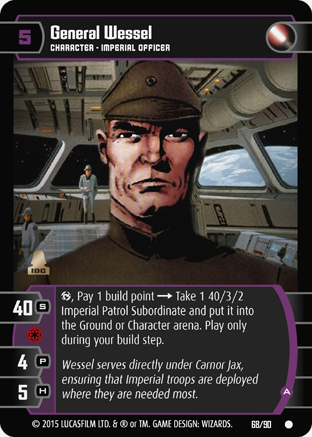 5
General Wessel
CHARACTER - IMPERIAL OFFICER
IDC
40 S
4 P
5 H
, Pay 1 build point → Take 1 40/3/2
Imperial Patrol Subordinate and put it into
the Ground or Character arena. Play only
during your build step.
Wessel serves directly under Carnor Jax,
ensuring that Imperial troops are deployed
where they are needed most.
A
© 2015 LUCASFILM LTD. & ® or TM. GAME DESIGN: WIZARDS.
68/90